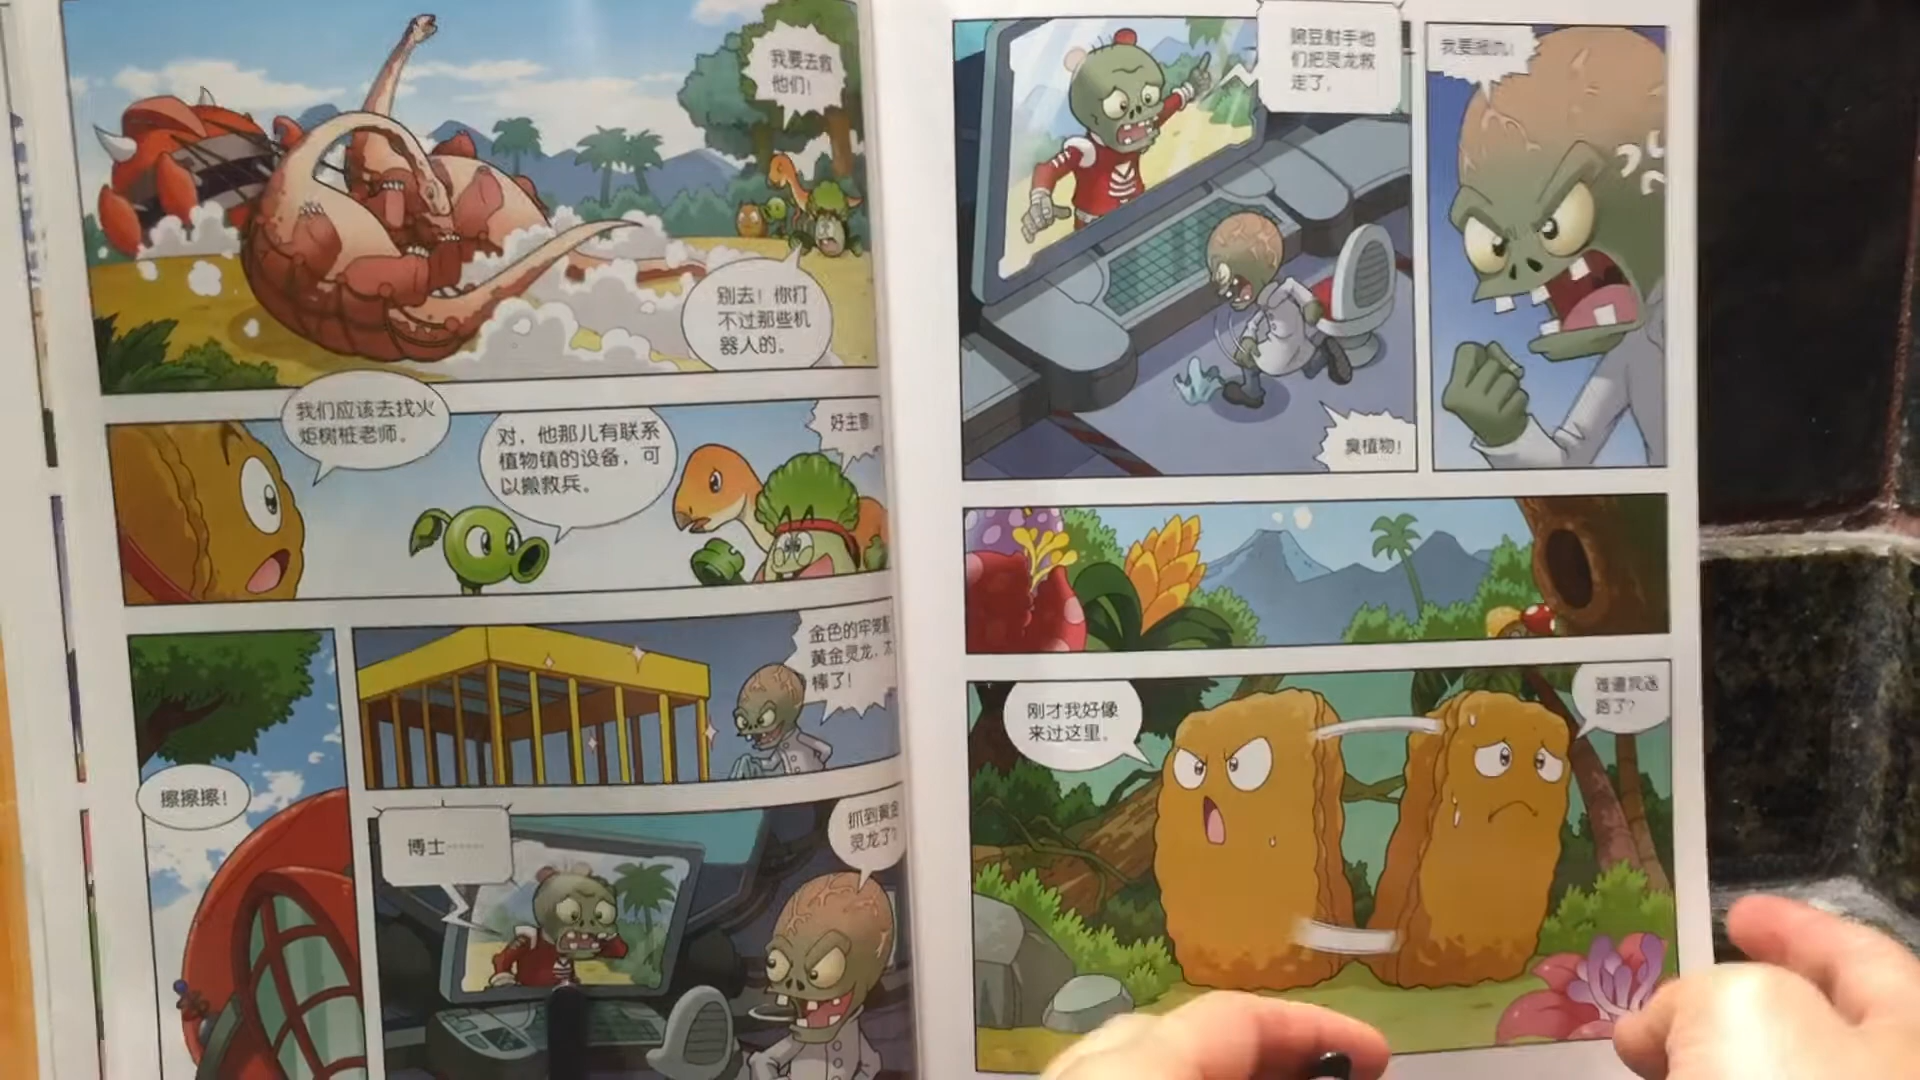 我要去救
他们！
别去！你打
不过那些机
器人的。
我们应该去找火
炬树桩老师。
对，他那儿有联系
植物镇的设备，可
以搬救兵。
好主意！
擦擦擦！
金色的牢笼配
黄金灵龙，太
棒了！
博士……
抓到黄金
灵龙了？
豌豆射手他
们把灵龙救
走了。
臭植物！
我要报仇！
刚才我好像
来过这里。
难道我迷
路了？